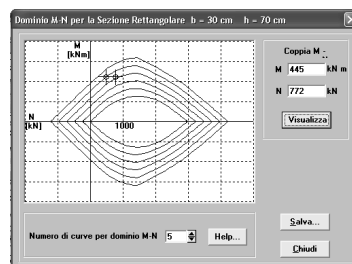 Dominio M-N per la Sezione Rettangolare b = 30 cm h = 70 cm
M
[kNm]
N
[kN]
1000
Coppia M -
M 445 kN m
N 772 kN
Visualizza
Numero di curve per dominio M-N 5
Help...
Salva...
Chiudi